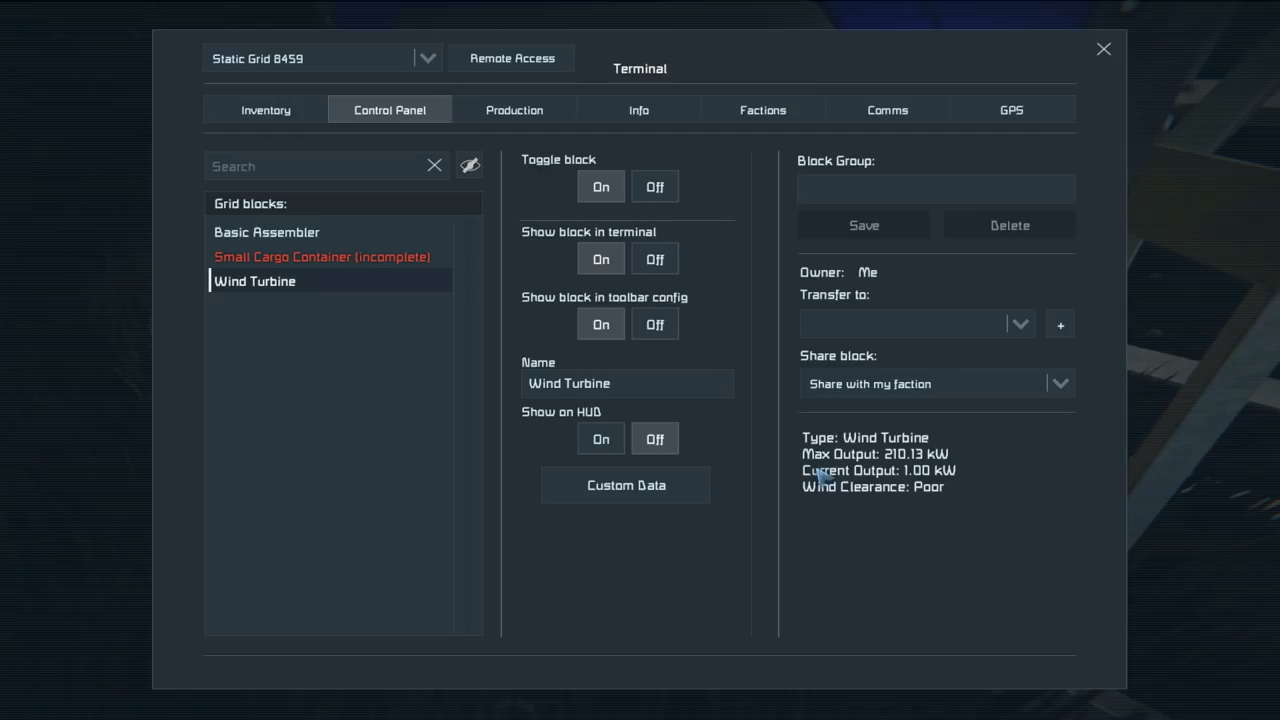 Static Grid 8459
Remote Access
Terminal
Inventory
Control Panel
Production
Info
Factions
Comms
GPS
Search
Grid blocks:
Basic Assembler
Small Cargo Container (incomplete)
Wind Turbine
Toggle block
On
Off
Show block in terminal
On
Off
Show block in toolbar config
On
Off
Name
Wind Turbine
Show on HUD
On
Off
Custom Data
Block Group:
Save
Delete
Owner: Me
Transfer to:
+
Share block:
Share with my faction
Type: Wind Turbine
Max Output: 210.13 kW
Current Output: 1.00 kW
Wind Clearance: Poor